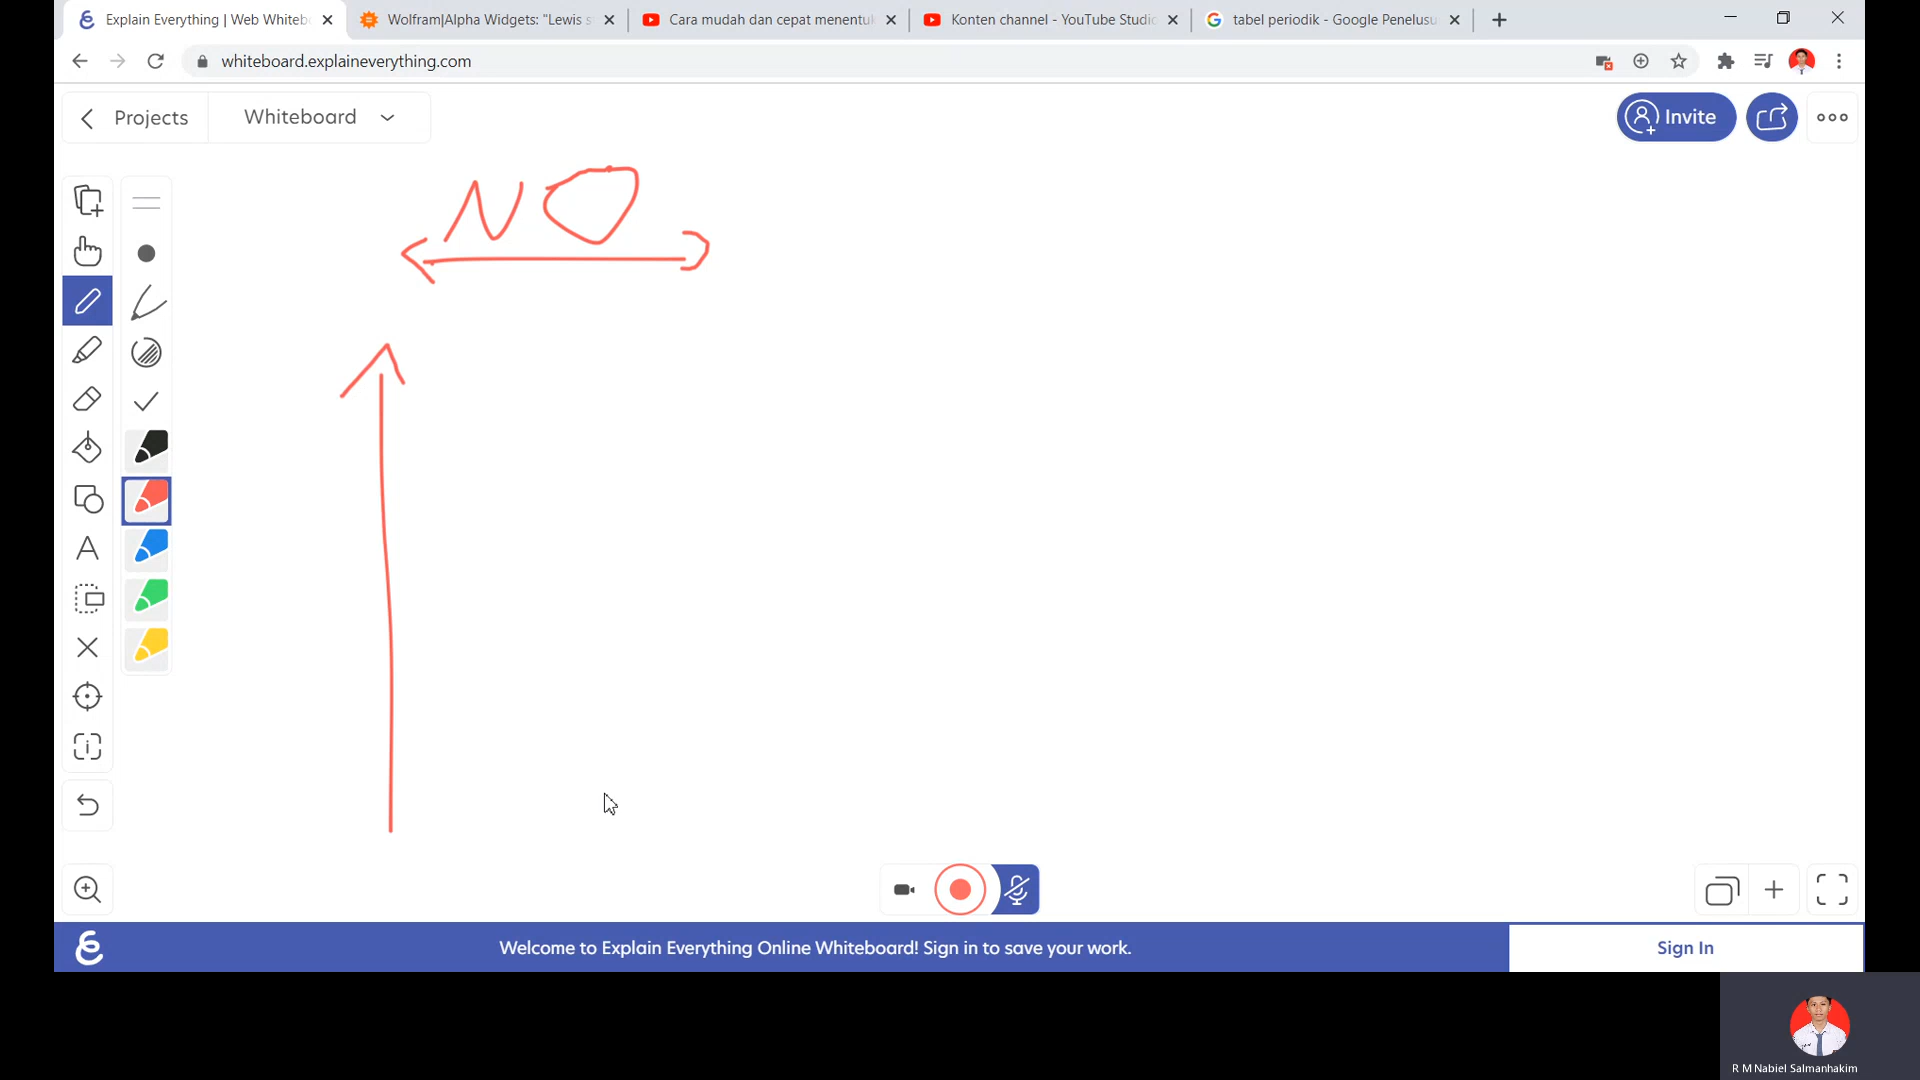 Explain Everything | Web Whitebo
Wolfram|Alpha Widgets: "Lewis s
Cara mudah dan cepat menentuk
Konten channel - YouTube Studio
tabel periodik - Google Penelusu
whiteboard.explaineverything.com
Projects
Whiteboard
Invite
NO
A
Welcome to Explain Everything Online Whiteboard! Sign in to save your work.
Sign In
R M Nabiel Salmanhakim